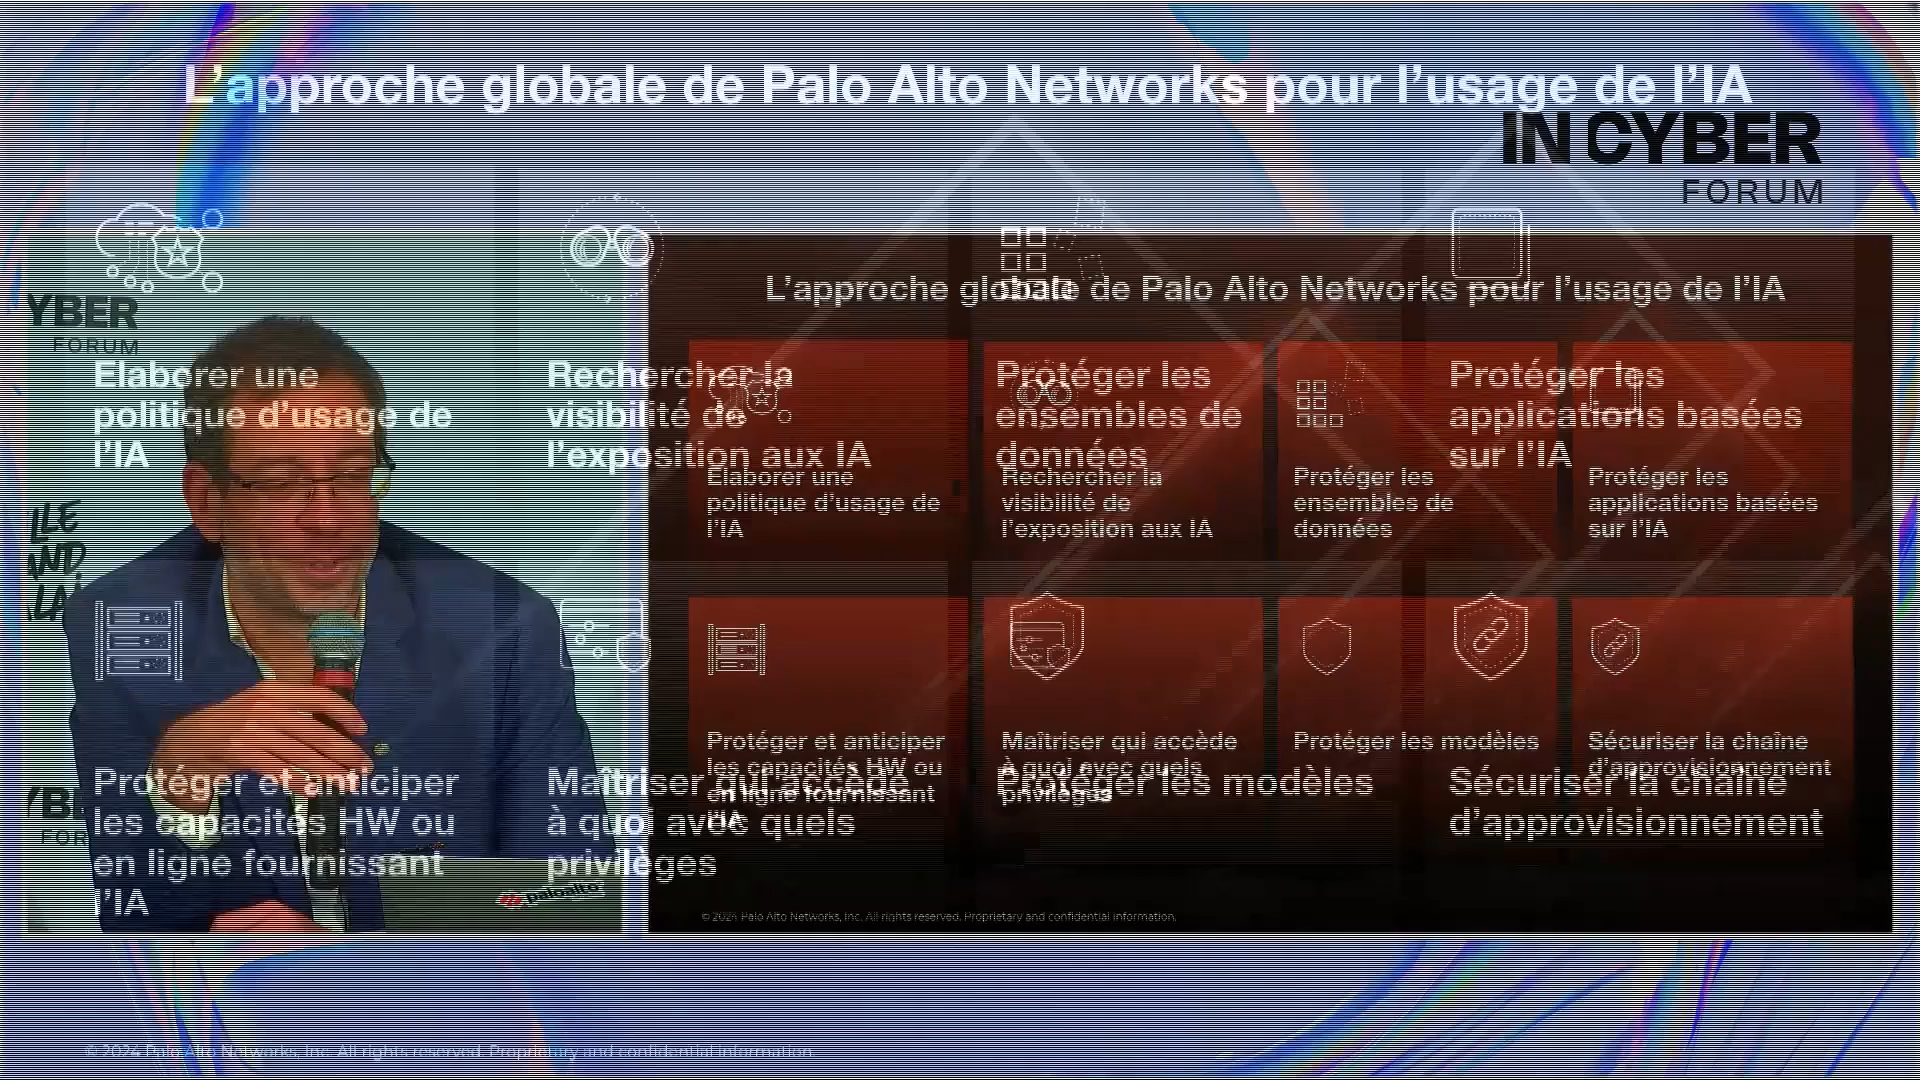 L’approche globale de Palo Alto Networks pour l’usage de l’IA
IN CYBER
FORUM
L’approche globale de Palo Alto Networks pour l’usage de l’IA
YBER
FORUM
Elaborer une
politique d’usage de
l’IA
Rechercher la
visibilité de
l’exposition aux IA
Protéger les
ensembles de
données
Protéger les
applications basées
sur l’IA
Elaborer une
politique d’usage de
l’IA
Rechercher la
visibilité de
l’exposition aux IA
Protéger les
ensembles de
données
Protéger les
applications basées
sur l’IA
Protéger et anticiper
les capacités HW ou
en ligne fournissant
l’IA
Maîtriser qui accède
à quoi avec quels
privilèges
Protéger les modèles
Sécuriser la chaîne
d’approvisionnement
Protéger et anticiper
les capacités HW ou
en ligne fournissant
l’IA
Maîtriser qui accède
à quoi avec quels
privilèges
Protéger les modèles
Sécuriser la chaîne
d’approvisionnement
paloalto
© 2024 Palo Alto Networks, Inc. All rights reserved. Proprietary and confidential information.
© 2024 Palo Alto Networks, Inc. All rights reserved. Proprietary and confidential information.